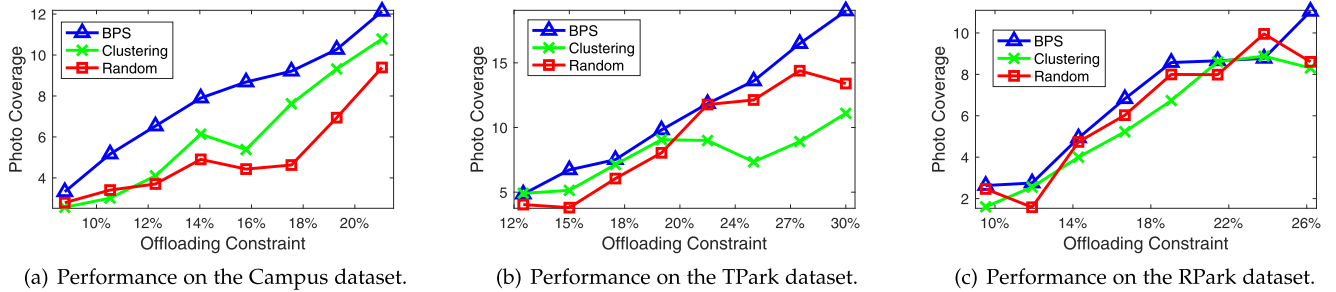 12
10
8
6
4
Photo Coverage
BPS
Clustering
Random
10% 12% 14% 16% 18% 20%
Offloading Constraint
(a) Performance on the Campus dataset.
15
10
5
Photo Coverage
BPS
Clustering
Random
12% 15% 18% 20% 24% 27% 30%
Offloading Constraint
(b) Performance on the TPark dataset.
10
8
6
4
2
Photo Coverage
BPS
Clustering
Random
10% 14% 18% 22% 26%
Offloading Constraint
(c) Performance on the RPark dataset.